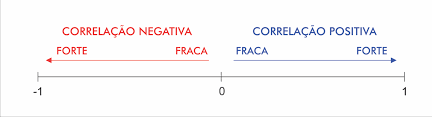 CORRELAÇÃO NEGATIVA CORRELAÇÃO POSITIVA
FORTE FRACA FRACA FORTE
-1 0 1